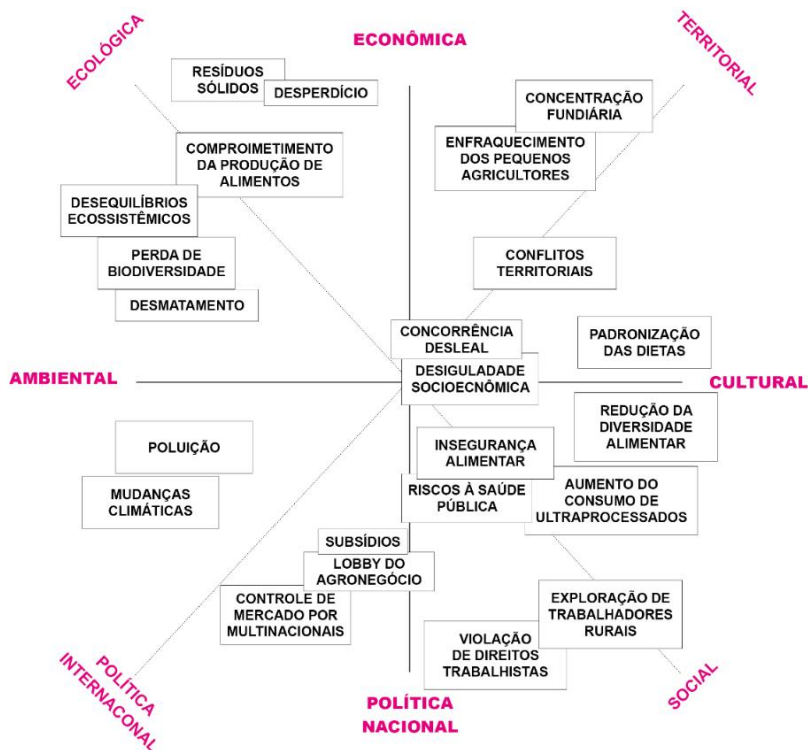 ECOLÓGICA
ECONÔMICA
TERRITORIAL
RESÍDUOS
SÓLIDOS
DESPERDÍCIO
CONCENTRAÇÃO
FUNDIÁRIA
COMPROIMETIMENTO
DA PRODUÇÃO DE
ALIMENTOS
ENFRAQUECIMENTO
DOS PEQUENOS
AGRICULTORES
DESEQUILÍBRIOS
ECOSSISTÊMICOS
PERDA DE
BIODIVERSIDADE
CONFLITOS
TERRITORIAIS
DESMATAMENTO
CONCORRÊNCIA
DESLEAL
PADRONIZAÇÃO
DAS DIETAS
AMBIENTAL
DESIGULADADE
SOCIOECNÔMICA
CULTURAL
REDUÇÃO DA
DIVERSIDADE
ALIMENTAR
POLUIÇÃO
INSEGURANÇA
ALIMENTAR
MUDANÇAS
CLIMÁTICAS
RISCOS À SAÚDE
PÚBLICA
AUMENTO DO
CONSUMO DE
ULTRAPROCESSADOS
SUBSÍDIOS
LOBBY DO
AGRONEGÓCIO
CONTROLE DE
MERCADO POR
MULTINACIONAIS
EXPLORAÇÃO DE
TRABALHADORES
RURAIS
VIOLAÇÃO
DE DIREITOS
TRABALHISTAS
POLÍTICA
INTERNACONAL
POLÍTICA
NACIONAL
SOCIAL